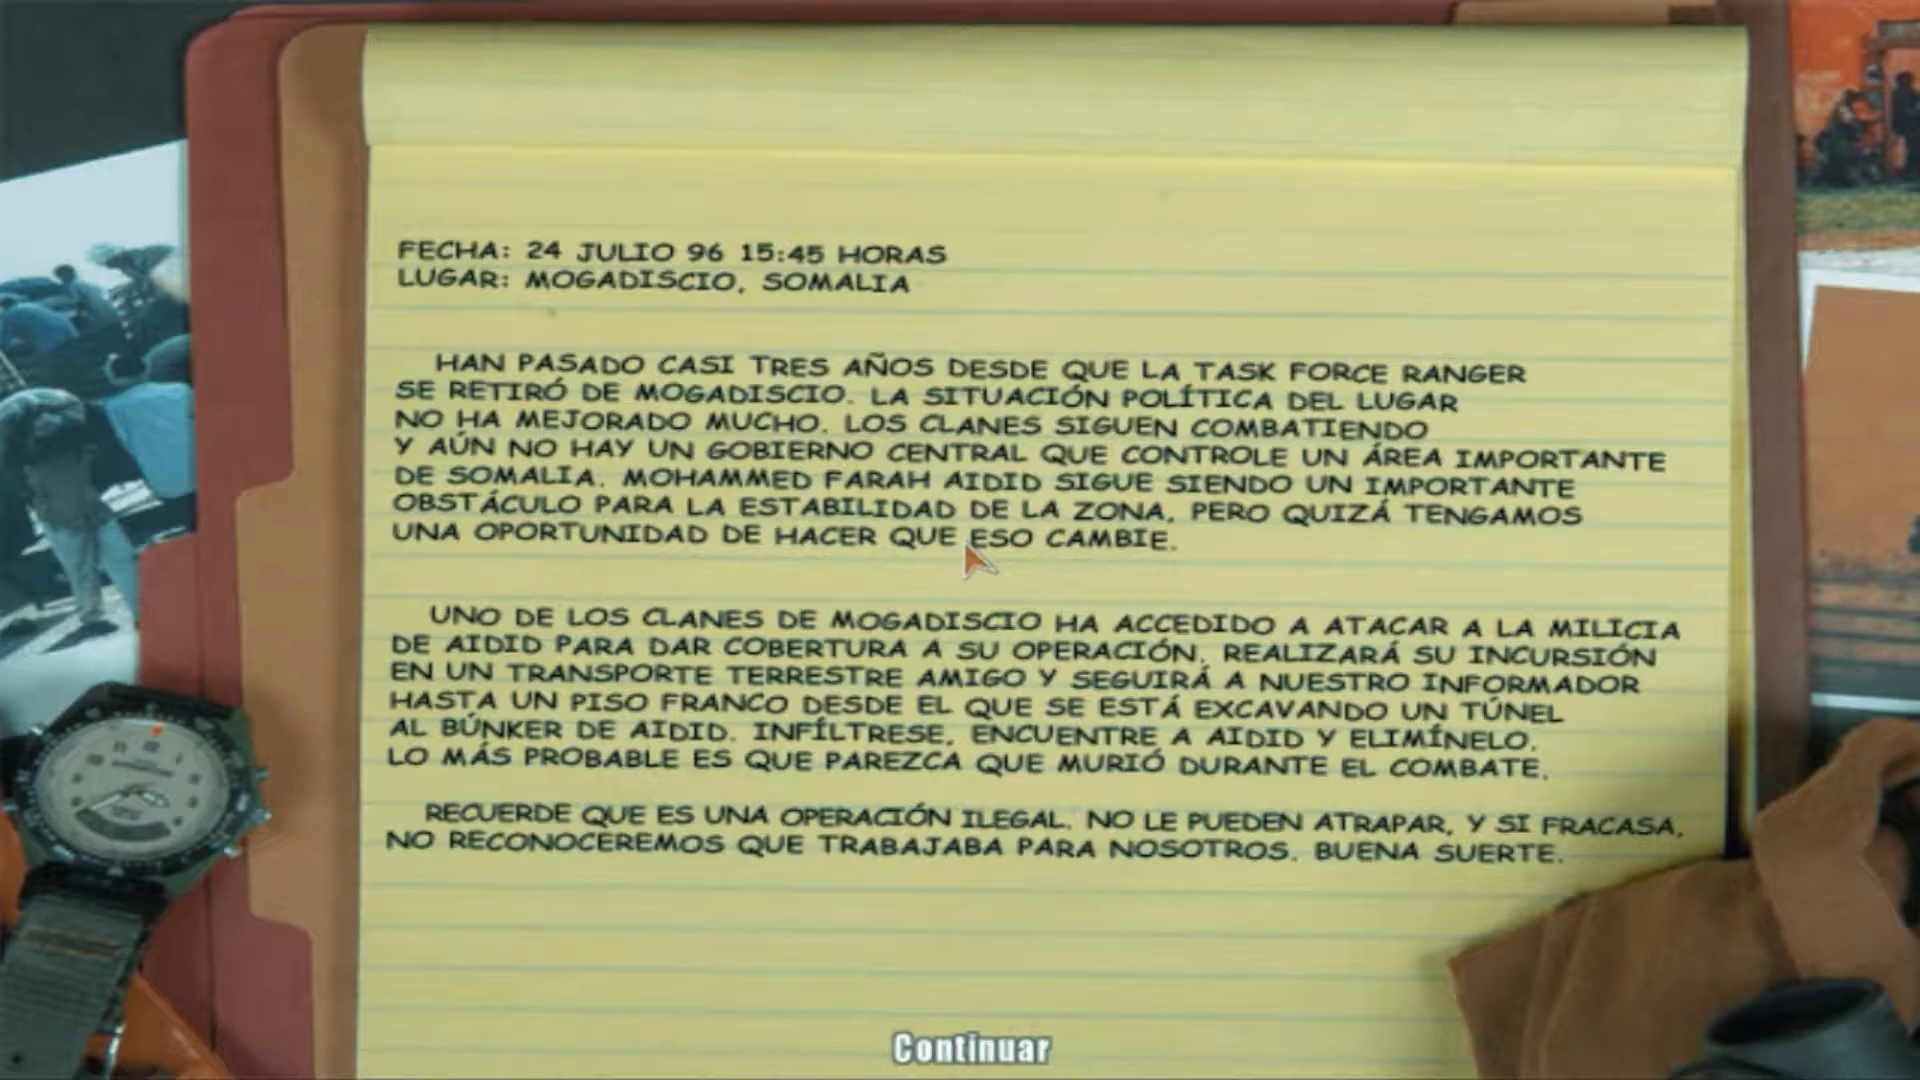 FECHA: 24 JULIO 96 15:45 HORAS
LUGAR: MOGADISCIO, SOMALIA
HAN PASADO CASI TRES AÑOS DESDE QUE LA TASK FORCE RANGER
SE RETIRÓ DE MOGADISCIO. LA SITUACIÓN POLÍTICA DEL LUGAR
NO HA MEJORADO MUCHO. LOS CLANES SIGUEN COMBATIENDO
Y AÚN NO HAY UN GOBIERNO CENTRAL QUE CONTROLE UN ÁREA IMPORTANTE
DE SOMALIA. MOHAMMED FARAH AIDID SIGUE SIENDO UN IMPORTANTE
OBSTÁCULO PARA LA ESTABILIDAD DE LA ZONA, PERO QUIZÁ TENGAMOS
UNA OPORTUNIDAD DE HACER QUE ESO CAMBIE.
UNO DE LOS CLANES DE MOGADISCIO HA ACCEDIDO A ATACAR A LA MILICIA
DE AIDID PARA DAR COBERTURA A SU OPERACIÓN. REALIZARÁ SU INCURSIÓN
EN UN TRANSPORTE TERRESTRE AMIGO Y SEGUIRÁ A NUESTRO INFORMADOR
HASTA UN PISO FRANCO DESDE EL QUE SE ESTÁ EXCAVANDO UN TÚNEL
AL BÚNKER DE AIDID. INFÍLTRESE, ENCUENTRE A AIDID Y ELIMÍNELO.
LO MÁS PROBABLE ES QUE PAREZCA QUE MURIÓ DURANTE EL COMBATE.
RECUERDE QUE ES UNA OPERACIÓN ILEGAL. NO LE PUEDEN ATRAPAR, Y SI FRACASA,
NO RECONOCEREMOS QUE TRABAJABA PARA NOSOTROS. BUENA SUERTE.
Continuar